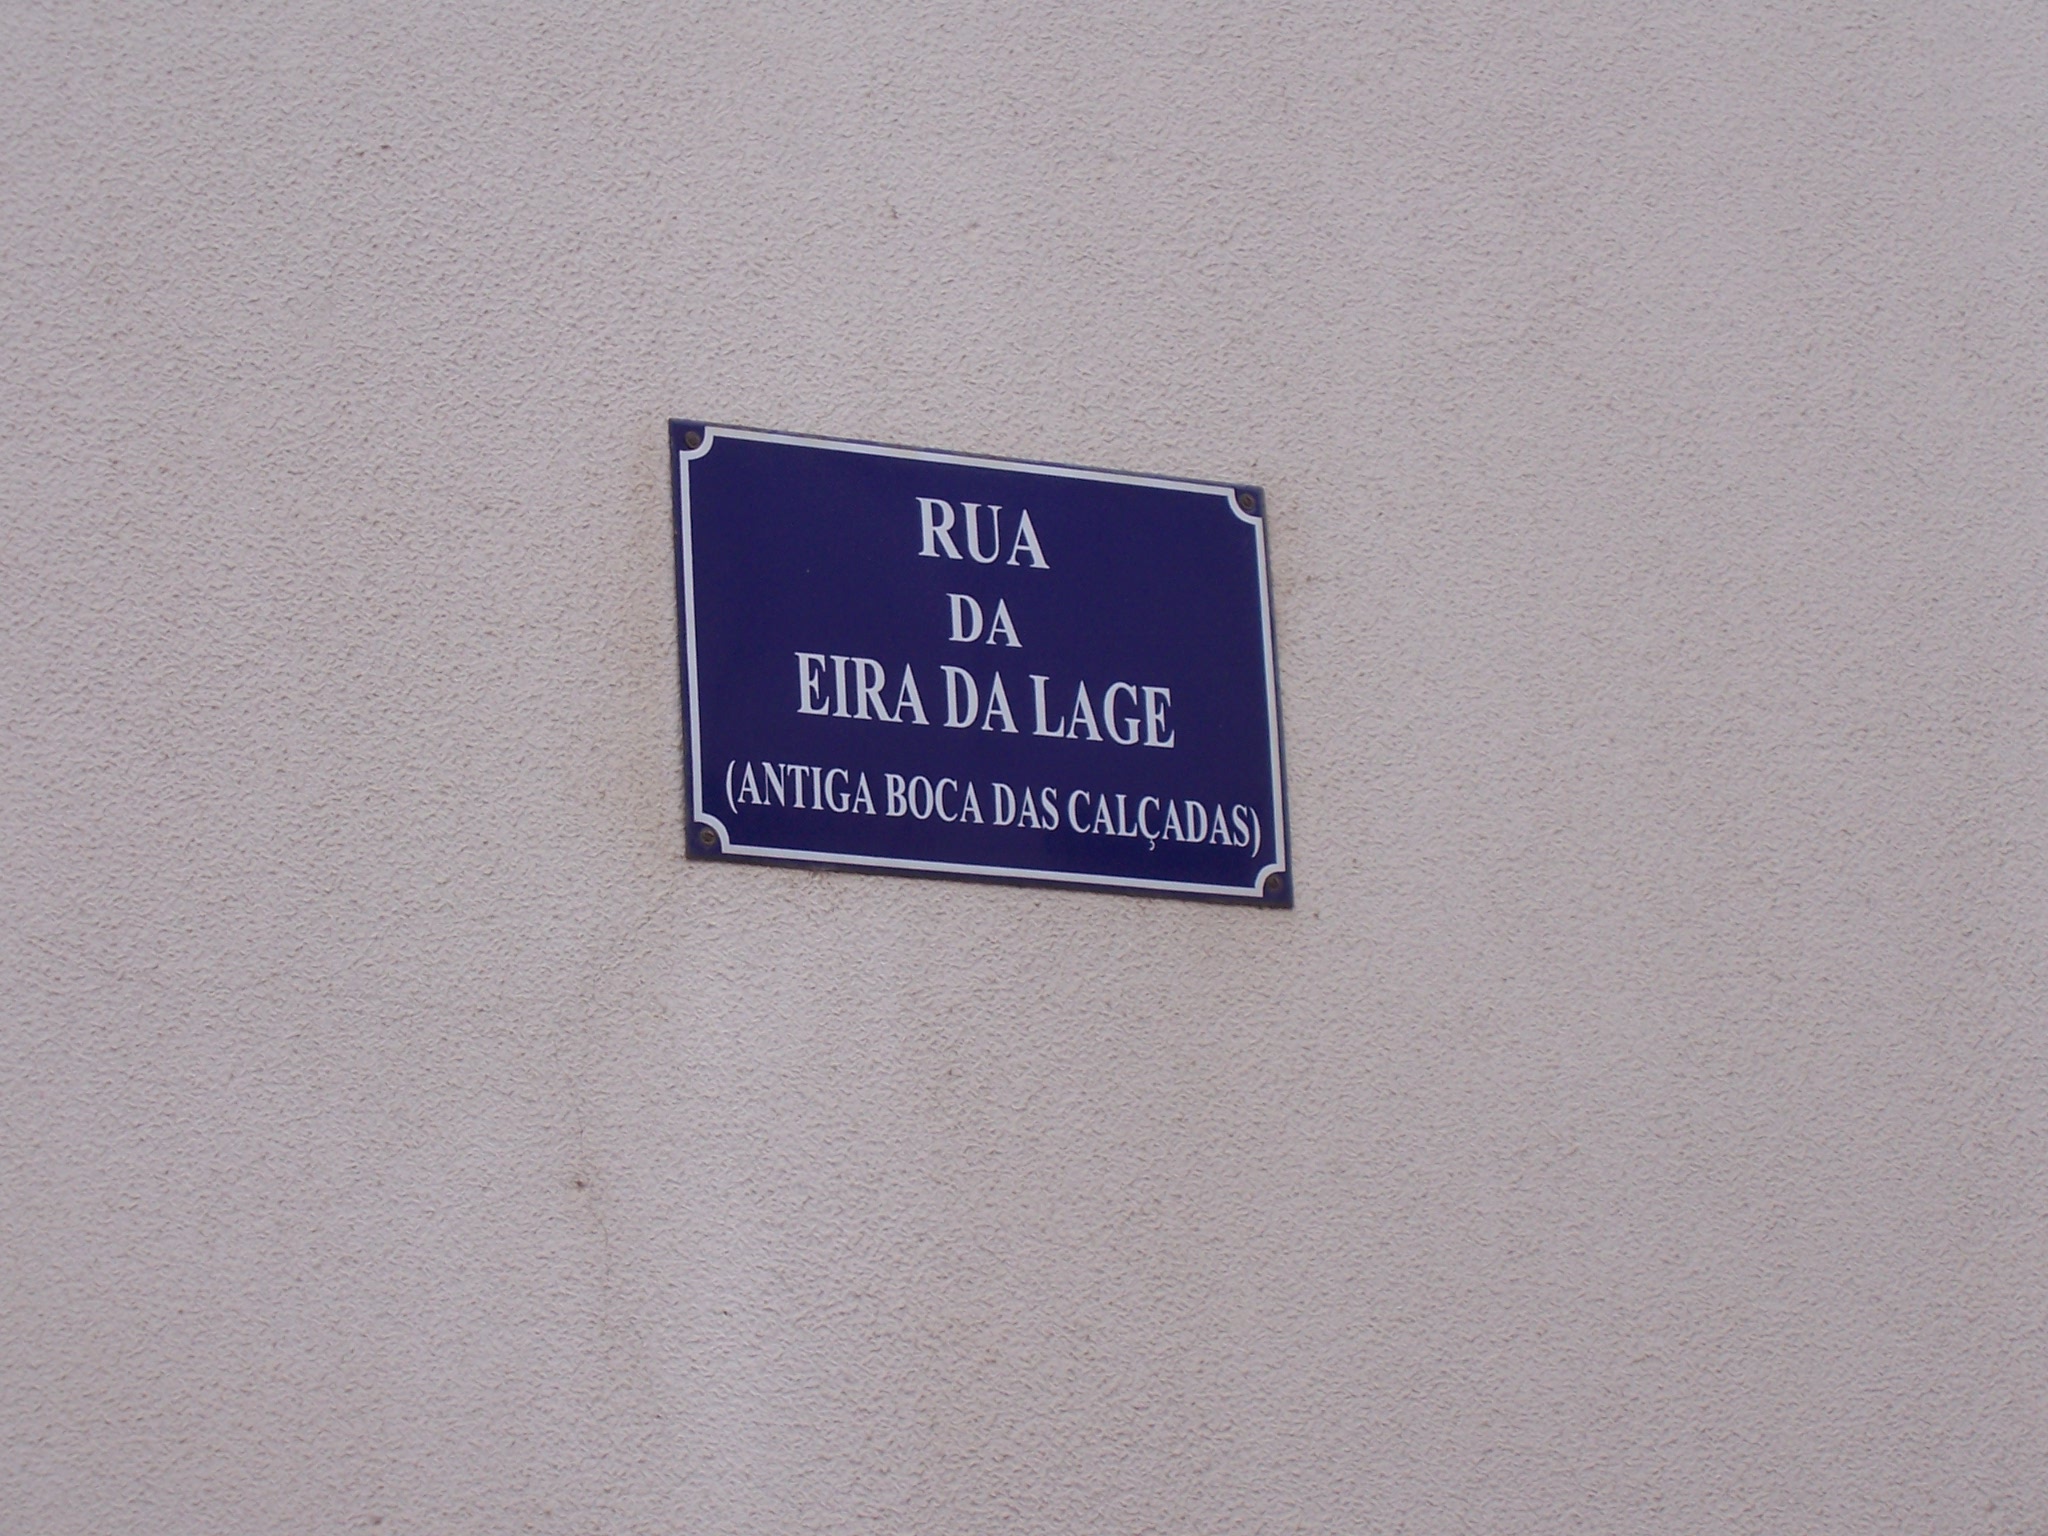 RUA
DA
EIRA DA LAGE
(ANTIGA BOCA DAS CALÇADAS)